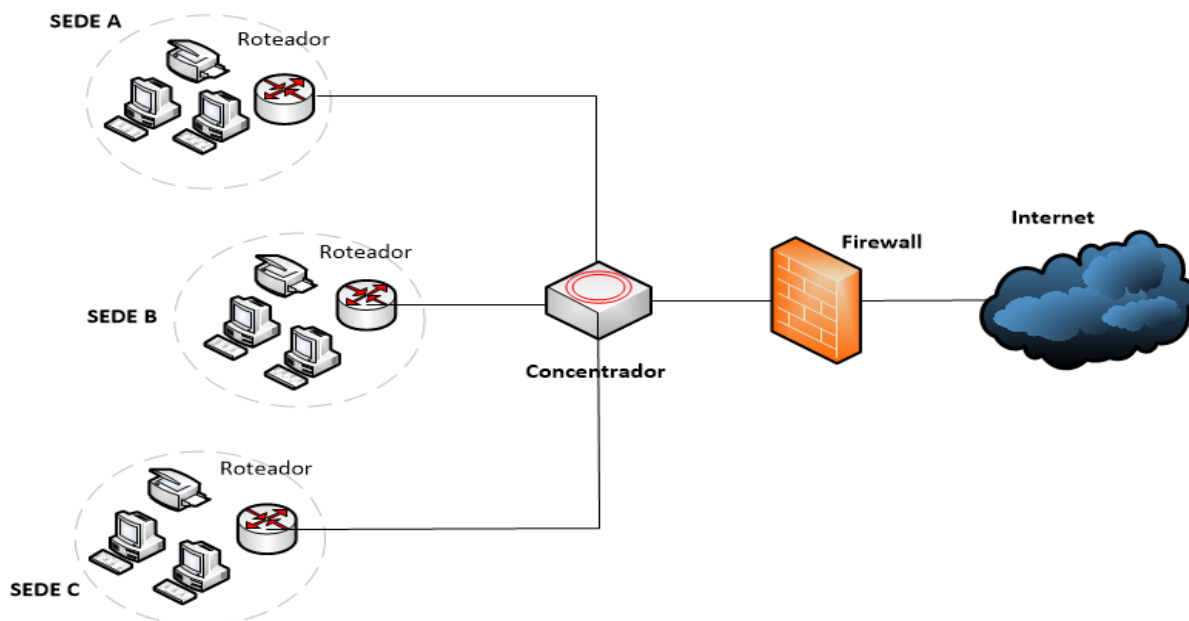 SEDE A
Roteador
Internet
Firewall
Roteador
SEDE B
Concentrador
Roteador
SEDE C